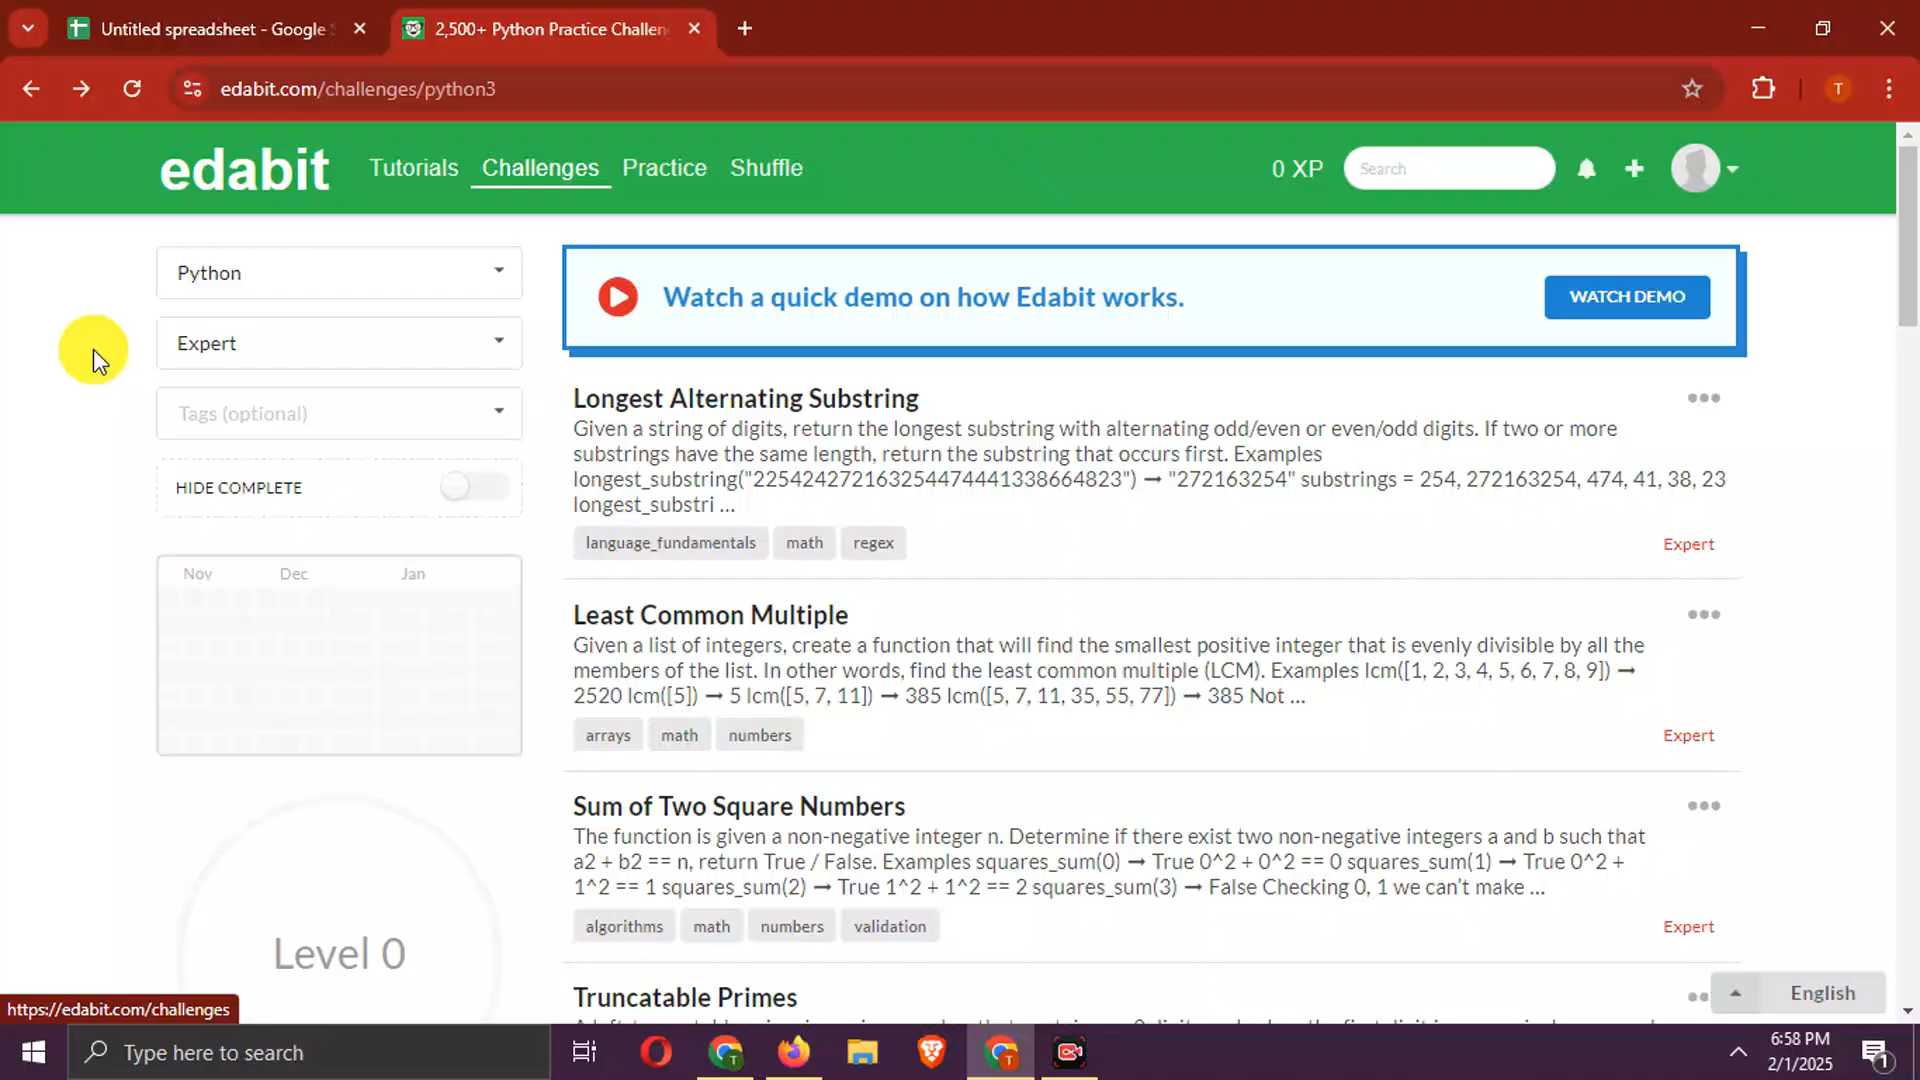 Untitled spreadsheet - Google
2,500+ Python Practice Challen
edabit.com/challenges/python3
T
edabit
Tutorials
Challenges
Practice
Shuffle
0 XP
Search
Python
Expert
Tags (optional)
HIDE COMPLETE
Nov Dec Jan
Level 0
Watch a quick demo on how Edabit works.
WATCH DEMO
Longest Alternating Substring
Given a string of digits, return the longest substring with alternating odd/even or even/odd digits. If two or more
substrings have the same length, return the substring that occurs first. Examples
longest_substring("225424272163254474441338664823") → "272163254" substrings = 254, 272163254, 474, 41, 38, 23
longest_substri ...
language_fundamentals math regex
Expert
Least Common Multiple
Given a list of integers, create a function that will find the smallest positive integer that is evenly divisible by all the
members of the list. In other words, find the least common multiple (LCM). Examples lcm([1, 2, 3, 4, 5, 6, 7, 8, 9]) →
2520 lcm([5]) → 5 lcm([5, 7, 11]) → 385 lcm([5, 7, 11, 35, 55, 77]) → 385 Not ...
arrays math numbers
Expert
Sum of Two Square Numbers
The function is given a non-negative integer n. Determine if there exist two non-negative integers a and b such that
a2 + b2 == n, return True / False. Examples squares_sum(0) → True 0^2 + 0^2 == 0 squares_sum(1) → True 0^2 +
1^2 == 1 squares_sum(2) → True 1^2 + 1^2 == 2 squares_sum(3) → False Checking 0, 1 we can't make ...
algorithms math numbers validation
Expert
Truncatable Primes
English
https://edabit.com/challenges
Type here to search
T
T
6:58 PM
2/1/2025
1